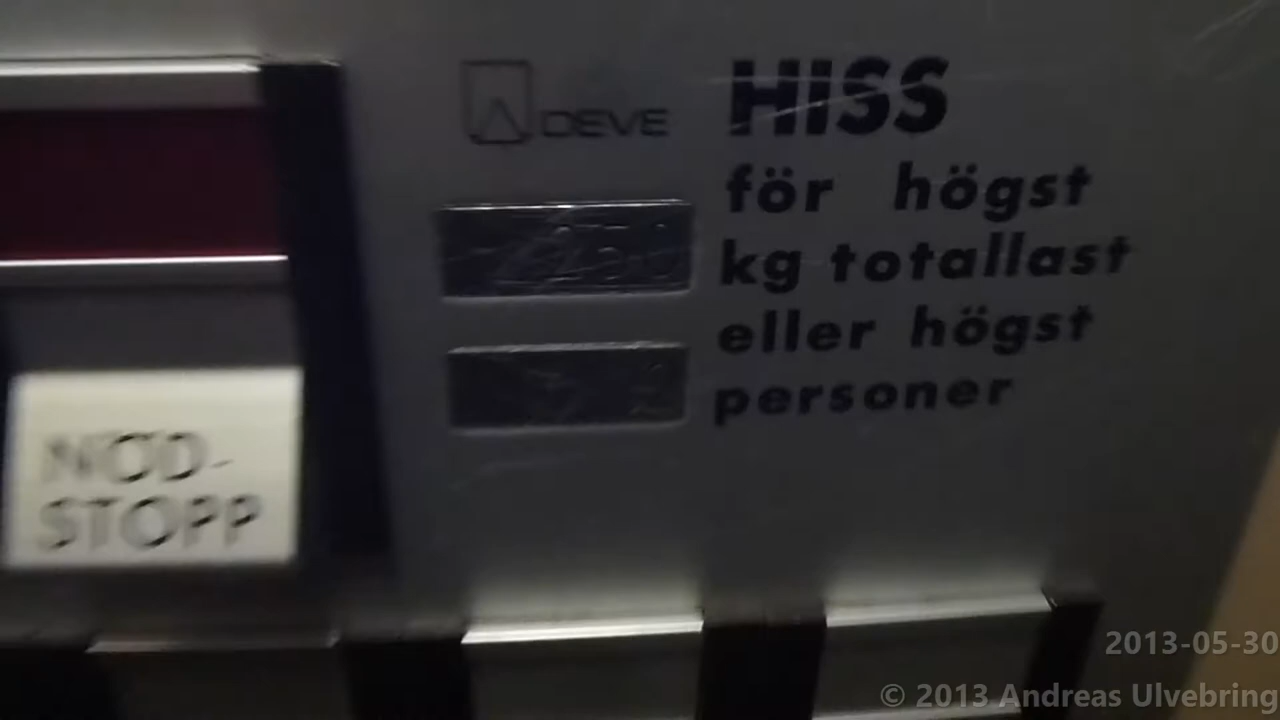 DEVE
HISS
för högst
kg totallast
eller högst
personer
NÖD-
STOPP
2013-05-30
© 2013 Andreas Ulvebring